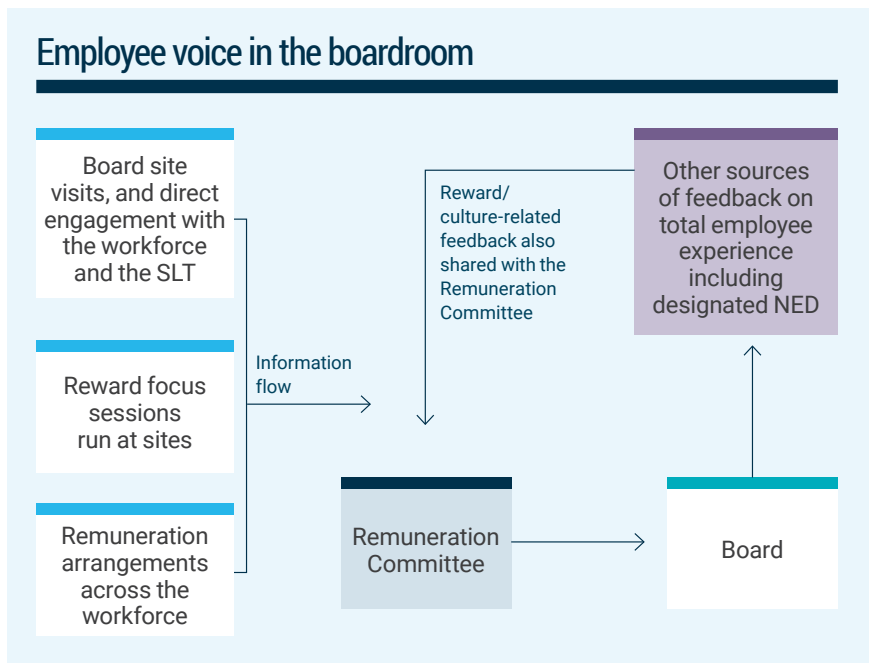 Employee voice in the boardroom
Board site
visits, and direct
engagement with
the workforce
and the SLT
Reward focus
sessions
run at sites
Remuneration
arrangements
across the
workforce
Information
flow
Reward/
culture-related
feedback also
shared with the
Remuneration
Committee
Other sources
of feedback on
total employee
experience
including
designated NED
Remuneration
Committee
Board